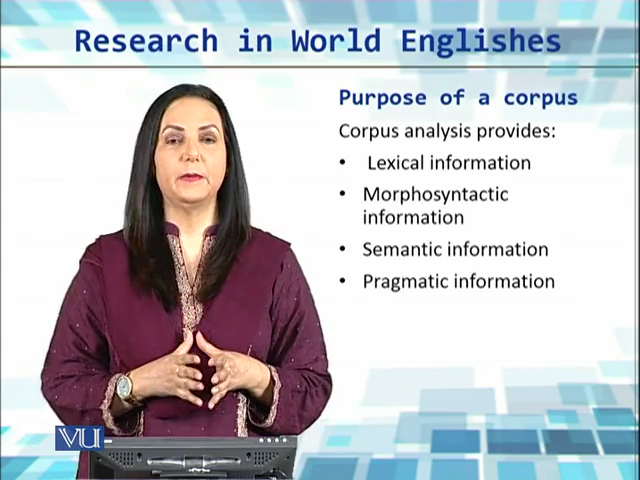 Research in World Englishes
Purpose of a corpus
Corpus analysis provides:
• Lexical information
• Morphosyntactic
information
• Semantic information
• Pragmatic information
VU